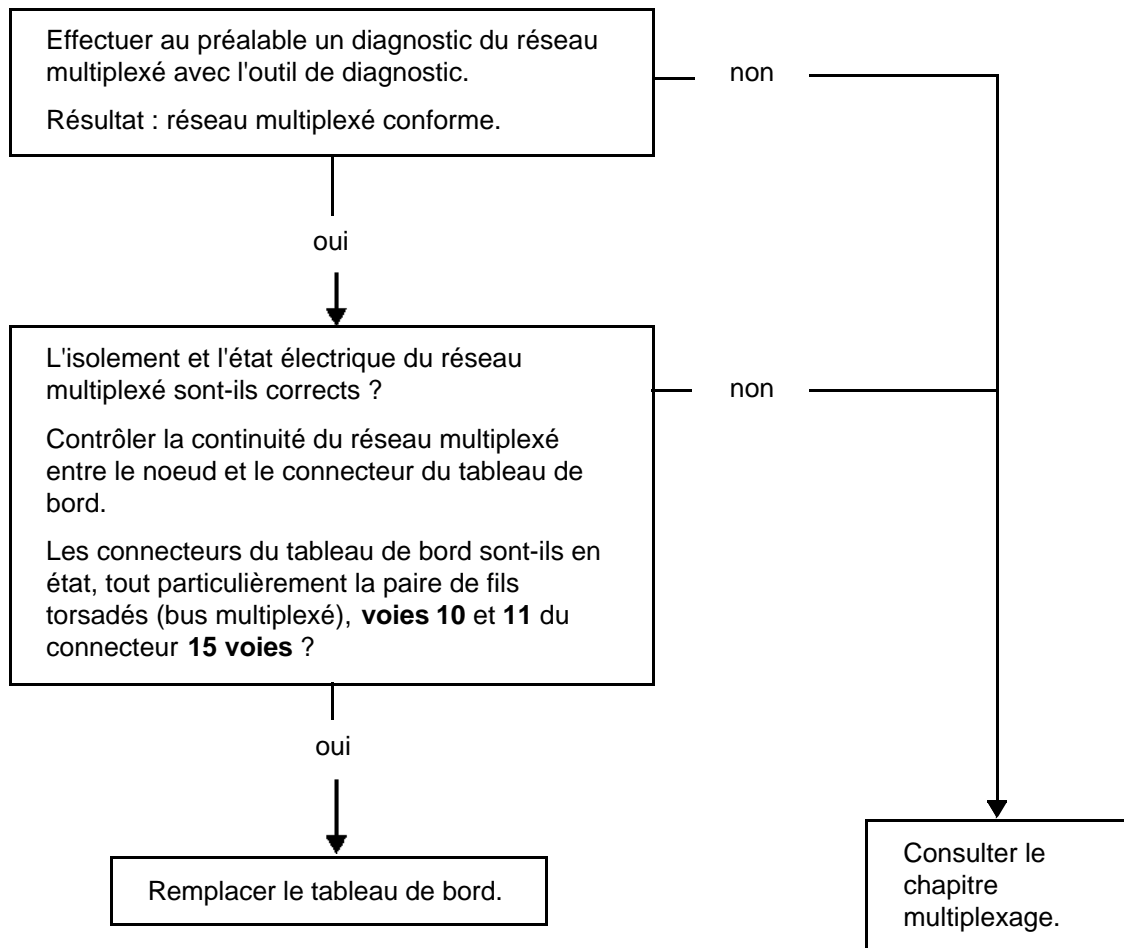 Effectuer au préalable un diagnostic du réseau
multiplexé avec l'outil de diagnostic.
Résultat : réseau multiplexé conforme.
non
oui
L'isolement et l'état électrique du réseau
multiplexé sont-ils corrects ?
Contrôler la continuité du réseau multiplexé
entre le noeud et le connecteur du tableau de
bord.
Les connecteurs du tableau de bord sont-ils en
état, tout particulièrement la paire de fils
torsadés (bus multiplexé), voies 10 et 11 du
connecteur 15 voies ?
non
oui
Remplacer le tableau de bord.
Consulter le
chapitre
multiplexage.